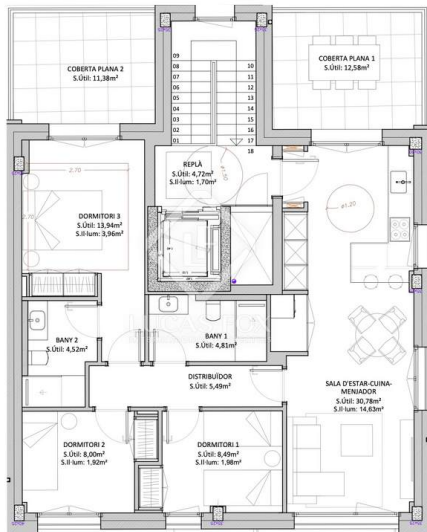 COBERTA PLANA 2
S.Útil: 11,38m²
COBERTA PLANA 1
S.Útil: 12,58m²
09
08
07
06
05
04
03
02
01
10
11
12
13
14
15
16
17
18
REPLÀ
S.Útil: 4,72m²
S.Il·lum: 1,70m²
ø1.50
2.70
2.70
DORMITORI 3
S.Útil: 13,94m²
S.Il·lum: 3,96m²
ø1.20
BANY 2
S.Útil: 4,52m²
BANY 1
S.Útil: 4,81m²
DISTRIBUÏDOR
S.Útil: 5,49m²
SALA D'ESTAR-CUINA-
MENJADOR
S.Útil: 30,78m²
S.Il·lum: 14,63m²
DORMITORI 2
S.Útil: 8,00m²
S.Il·lum: 1,92m²
DORMITORI 1
S.Útil: 8,49m²
S.Il·lum: 1,98m²